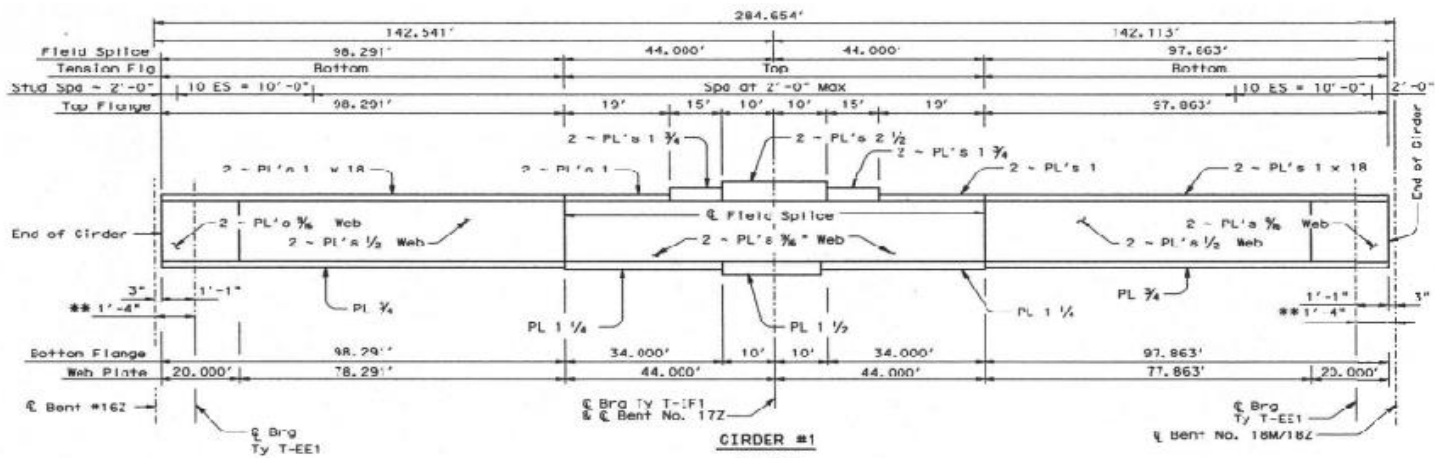 284.654'
142.541' 142.113'
Field Splice 98.291' 44.000' 44.000' 97.863'
Tension Flg Bottom Top Bottom
Stud Spa ~ 2'-0" 10 ES = 10'-0" Spa at 2'-0" Max 10 ES = 10'-0" 2'-0"
Top Flange 98.291' 19' 15' 10' 10' 15' 19' 97.863'
2 ~ PL's 1 3/4 2 ~ PL's 2 1/2
2 ~ PL's 1 3/4
2 ~ PL's 1 x 18 2 ~ PL's 1 2 ~ PL's 1 2 ~ PL's 1 x 18
End of Girder
℄ Field Splice
2 ~ PL's Web 2 ~ PL's Web
End of Girder 2 ~ PL's 1/2 Web 2 ~ PL's 9/16" Web 2 ~ PL's 1/2 Web
3" 1'-1" PL 3/4 PL 3/4 1'-1" 3"
** 1'-4" PL 1 1/4 PL 1 1/2 PL 1 1/4 ** 1'-4"
Bottom Flange 98.291' 34.000' 10' 10' 34.000' 97.863'
Web Plate 20.000' 78.291' 44.000' 44.000' 77.863' 20.000'
℄ Bent #16Z ℄ Brg Ty T-IF1
& ℄ Bent No. 17Z
℄ Brg
Ty T-EE1
℄ Brg
Ty T-EE1
℄ Bent No. 18M/18Z
GIRDER #1